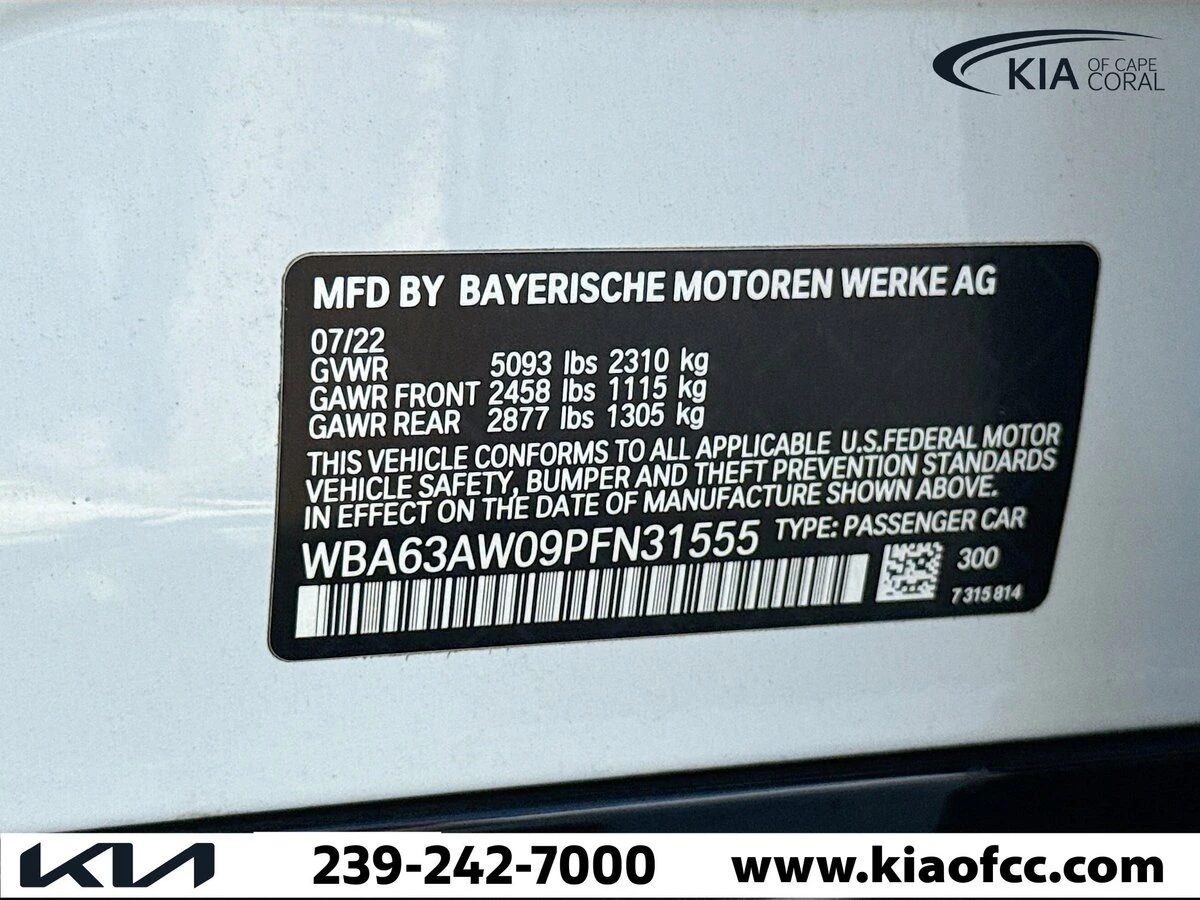 KIA OF CAPE CORAL
MFD BY BAYERISCHE MOTOREN WERKE AG
07/22
GVWR 5093 lbs 2310 kg
GAWR FRONT 2458 lbs 1115 kg
GAWR REAR 2877 lbs 1305 kg
THIS VEHICLE CONFORMS TO ALL APPLICABLE U.S.FEDERAL MOTOR
VEHICLE SAFETY, BUMPER AND THEFT PREVENTION STANDARDS
IN EFFECT ON THE DATE OF MANUFACTURE SHOWN ABOVE.
WBA63AW09PFN31555 TYPE: PASSENGER CAR
300
7315814
KIA 239-242-7000 www.kiaofcc.com